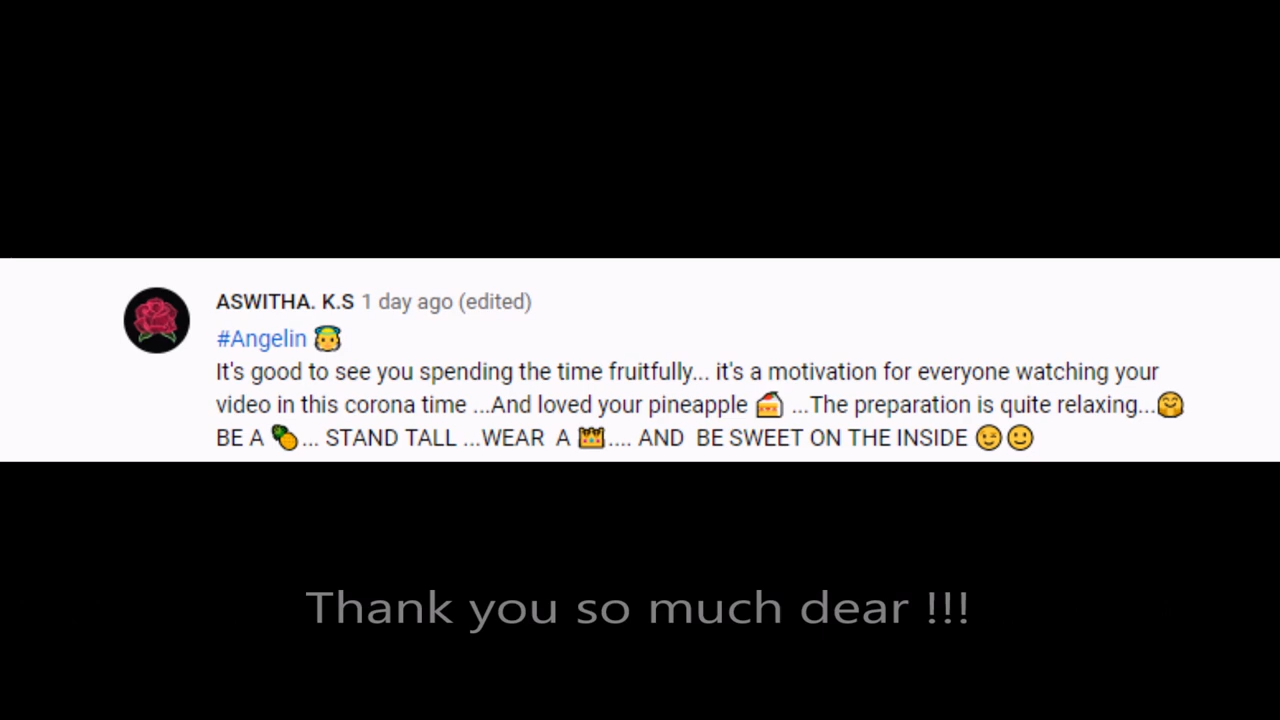 ASWITHA. K.S 1 day ago (edited)
#Angelin 😇
It's good to see you spending the time fruitfully... it's a motivation for everyone watching your
video in this corona time ...And loved your pineapple 🍰 ...The preparation is quite relaxing...🤗
BE A 🍍... STAND TALL ...WEAR A 👑.... AND BE SWEET ON THE INSIDE 😉🙂
Thank you so much dear !!!